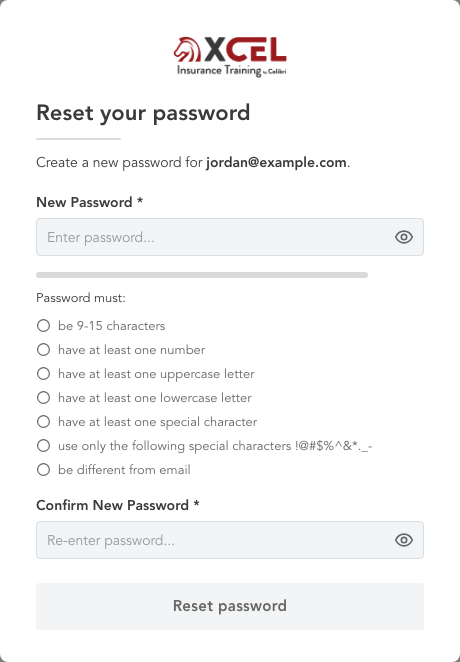 XCEL
Insurance Training by Colibri
Reset your password
Create a new password for jordan@example.com.
New Password *
Enter password...
Password must:
be 9-15 characters
have at least one number
have at least one uppercase letter
have at least one lowercase letter
have at least one special character
use only the following special characters !@#$%^&*._-
be different from email
Confirm New Password *
Re-enter password...
Reset password